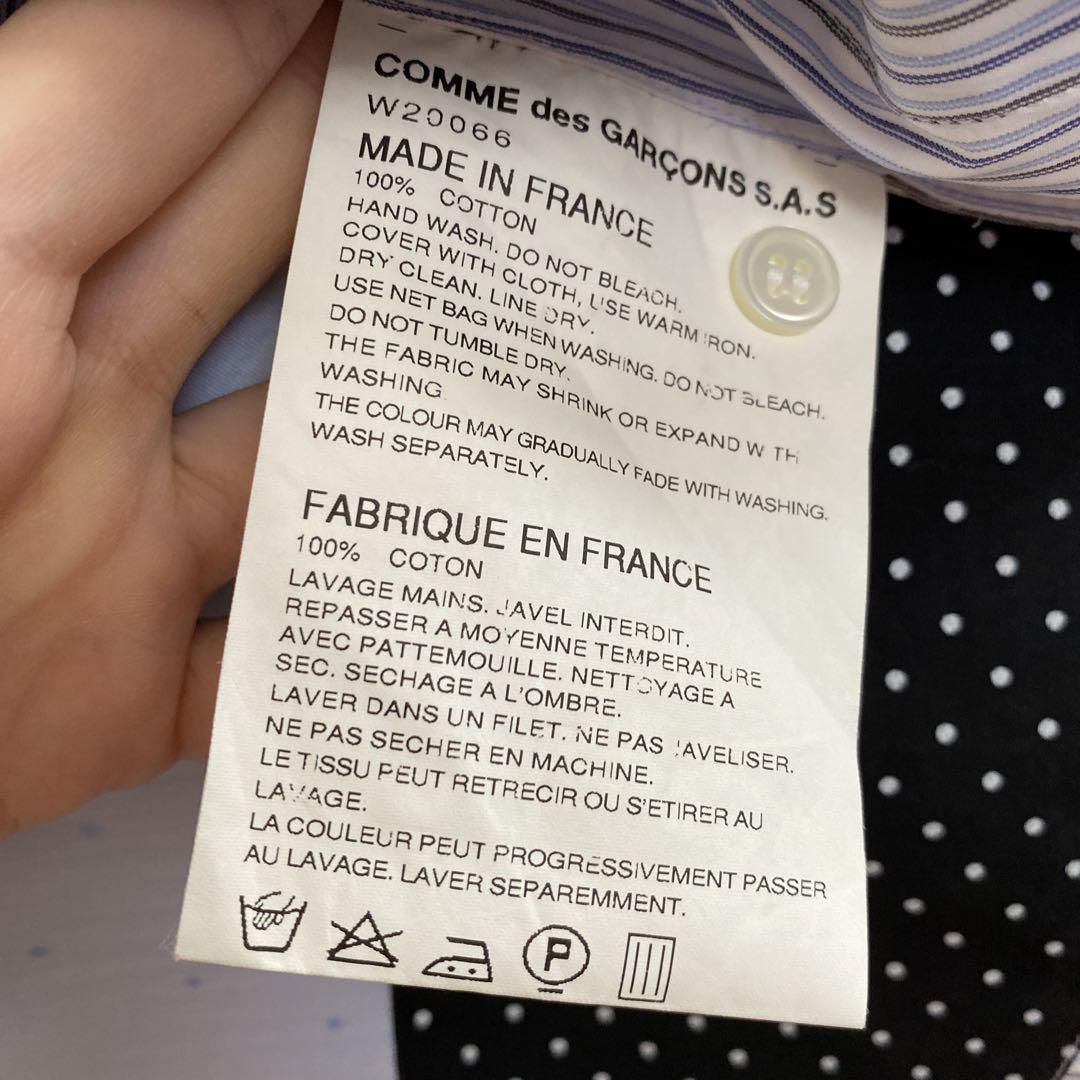 COMME des GARÇONS S.A.S
W20066
MADE IN FRANCE
100% COTTON
HAND WASH. DO NOT BLEACH.
COVER WITH CLOTH, USE WARM IRON.
DRY CLEAN. LINE DRY.
USE NET BAG WHEN WASHING. DO NOT BLEACH.
DO NOT TUMBLE DRY.
THE FABRIC MAY SHRINK OR EXPAND WITH
WASHING.
THE COLOUR MAY GRADUALLY FADE WITH WASHING.
WASH SEPARATELY.
FABRIQUE EN FRANCE
100% COTON
LAVAGE MAINS. JAVEL INTERDIT.
REPASSER A MOYENNE TEMPERATURE
AVEC PATTEMOUILLE. NETTOYAGE A
SEC. SECHAGE A L'OMBRE.
LAVER DANS UN FILET. NE PAS JAVELISER.
NE PAS SECHER EN MACHINE.
LE TISSU PEUT RETRECIR OU S'ETIRER AU
LAVAGE.
LA COULEUR PEUT PROGRESSIVEMENT PASSER
AU LAVAGE. LAVER SEPAREMMENT.
P